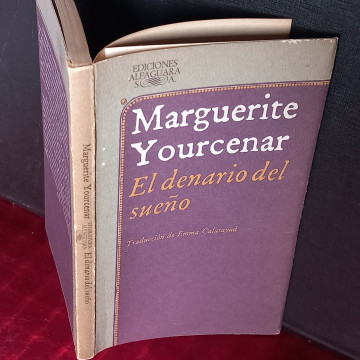 EDICIONES
ALFAGUARA
S.A.
Marguerite
Yourcenar
El denario del
sueño
Traducción de Emma Calatayud
Marguerite Yourcenar
El denario del sueño